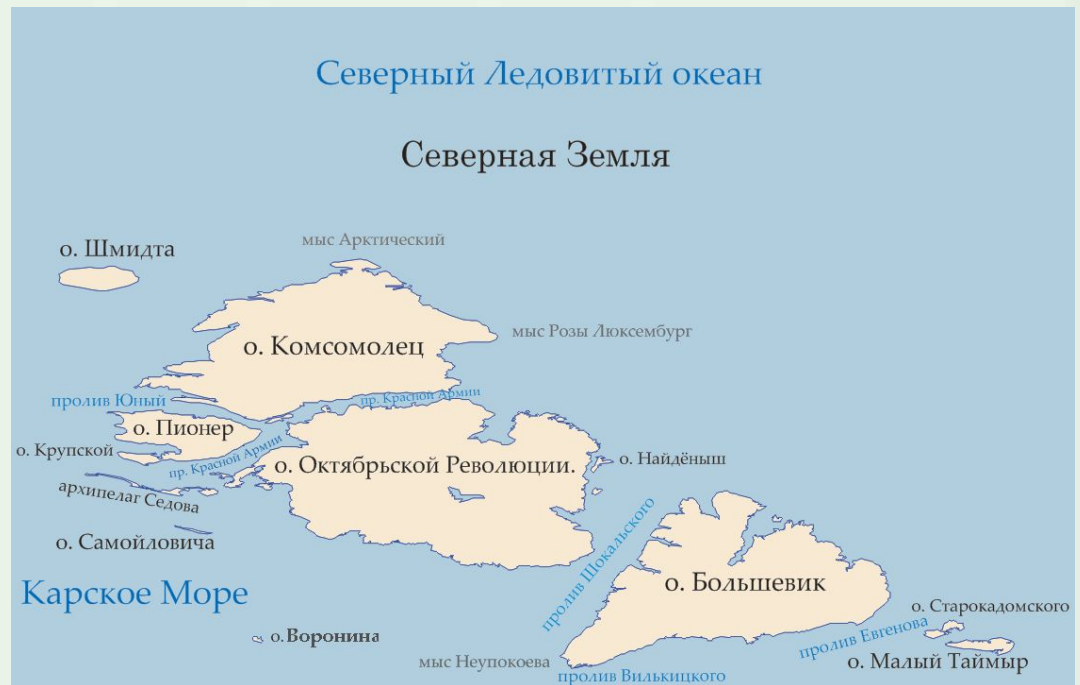 Северный Ледовитый океан
Северная Земля
мыс Арктический
о. Шмидта
мыс Розы Люксембург
о. Комсомолец
пр. Красной Армии
пролив Юный
о. Пионер
о. Крупской
пр. Красной Армии
о. Октябрьской Революции.
о. Найдёныш
архипелаг Седова
о. Самойловича
пролив Шокальского
о. Большевик
Карское Море
о. Старокадомского
о.Воронина
пролив Евгенова
мыс Неупокоева
о. Малый Таймыр
пролив Вилькицкого